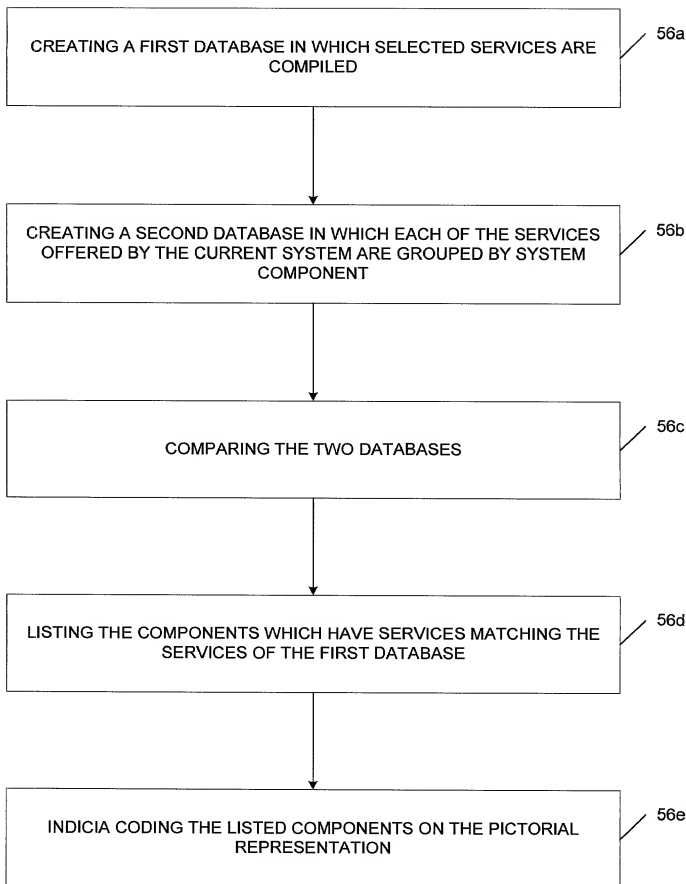 CREATING A FIRST DATABASE IN WHICH SELECTED SERVICES ARE
COMPILED
56a
CREATING A SECOND DATABASE IN WHICH EACH OF THE SERVICES
OFFERED BY THE CURRENT SYSTEM ARE GROUPED BY SYSTEM
COMPONENT
56b
COMPARING THE TWO DATABASES
56c
LISTING THE COMPONENTS WHICH HAVE SERVICES MATCHING THE
SERVICES OF THE FIRST DATABASE
56d
INDICIA CODING THE LISTED COMPONENTS ON THE PICTORIAL
REPRESENTATION
56e